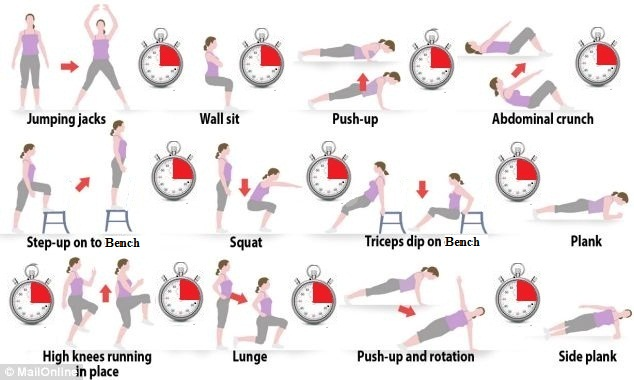 Jumping jacks
Wall sit
Push-up
Abdominal crunch
Step-up on to Bench
Squat
Triceps dip on Bench
Plank
High knees running
in place
Lunge
Push-up and rotation
Side plank
© MailOnline